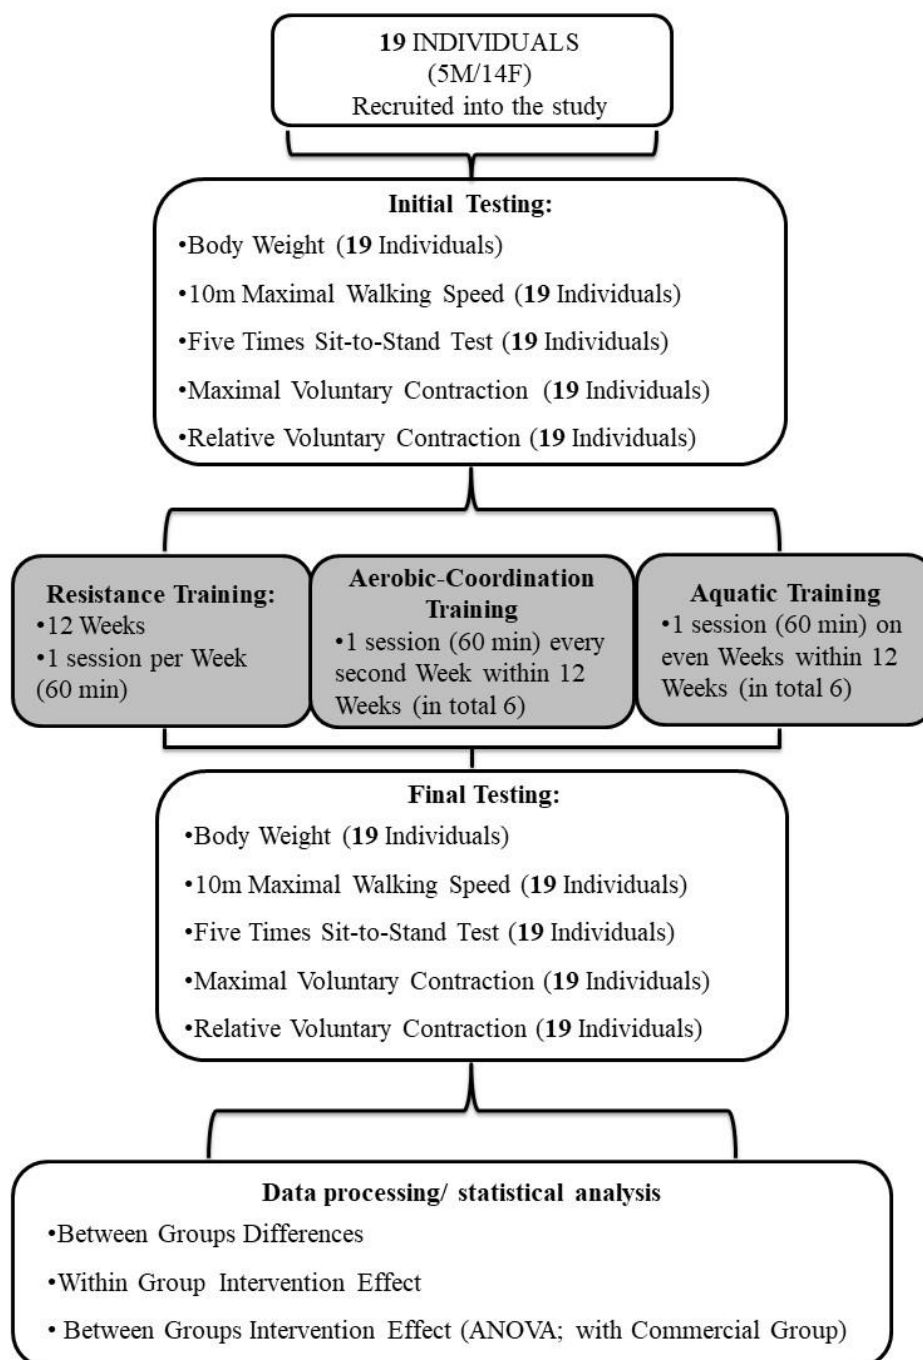 19 INDIVIDUALS
(5M/14F)
Recruited into the study
Initial Testing:
•Body Weight (19 Individuals)
•10m Maximal Walking Speed (19 Individuals)
•Five Times Sit-to-Stand Test (19 Individuals)
•Maximal Voluntary Contraction (19 Individuals)
•Relative Voluntary Contraction (19 Individuals)
Resistance Training:
•12 Weeks
•1 session per Week
(60 min)
Aerobic-Coordination
Training
•1 session (60 min) every
second Week within 12
Weeks (in total 6)
Aquatic Training
•1 session (60 min) on
even Weeks within 12
Weeks (in total 6)
Final Testing:
•Body Weight (19 Individuals)
•10m Maximal Walking Speed (19 Individuals)
•Five Times Sit-to-Stand Test (19 Individuals)
•Maximal Voluntary Contraction (19 Individuals)
•Relative Voluntary Contraction (19 Individuals)
Data processing/ statistical analysis
•Between Groups Differences
•Within Group Intervention Effect
• Between Groups Intervention Effect (ANOVA; with Commercial Group)